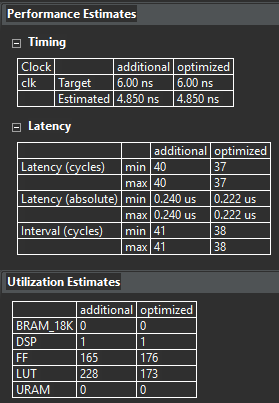 Performance Estimates
Timing
Clock additional optimized
clk Target 6.00 ns 6.00 ns
Estimated 4.850 ns 4.850 ns
Latency
additional optimized
Latency (cycles) min 40 37
max 40 37
Latency (absolute) min 0.240 us 0.222 us
max 0.240 us 0.222 us
Interval (cycles) min 41 38
max 41 38
Utilization Estimates
additional optimized
BRAM_18K 0 0
DSP 1 1
FF 165 176
LUT 228 173
URAM 0 0